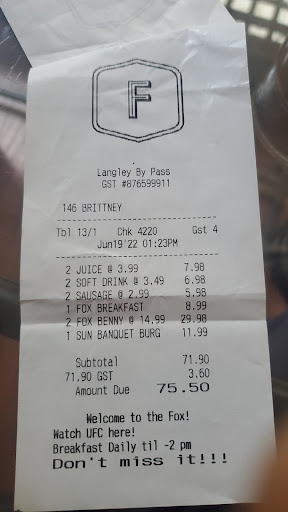 F
Langley By Pass
GST #876599911
146 BRITTNEY
Tbl 13/1 Chk 4220 Gst 4
Jun19'22 01:23PM
2 JUICE @ 3.99 7.98
2 SOFT DRINK @ 3.49 6.98
2 SAUSAGE @ 2.99 5.98
1 FOX BREAKFAST 8.99
2 FOX BENNY @ 14.99 29.98
1 SUN BANQUET BURG 11.99
Subtotal 71.90
71.90 GST 3.60
Amount Due 75.50
Welcome to the Fox!
Watch UFC here!
Breakfast Daily til -2 pm
Don't miss it!!!